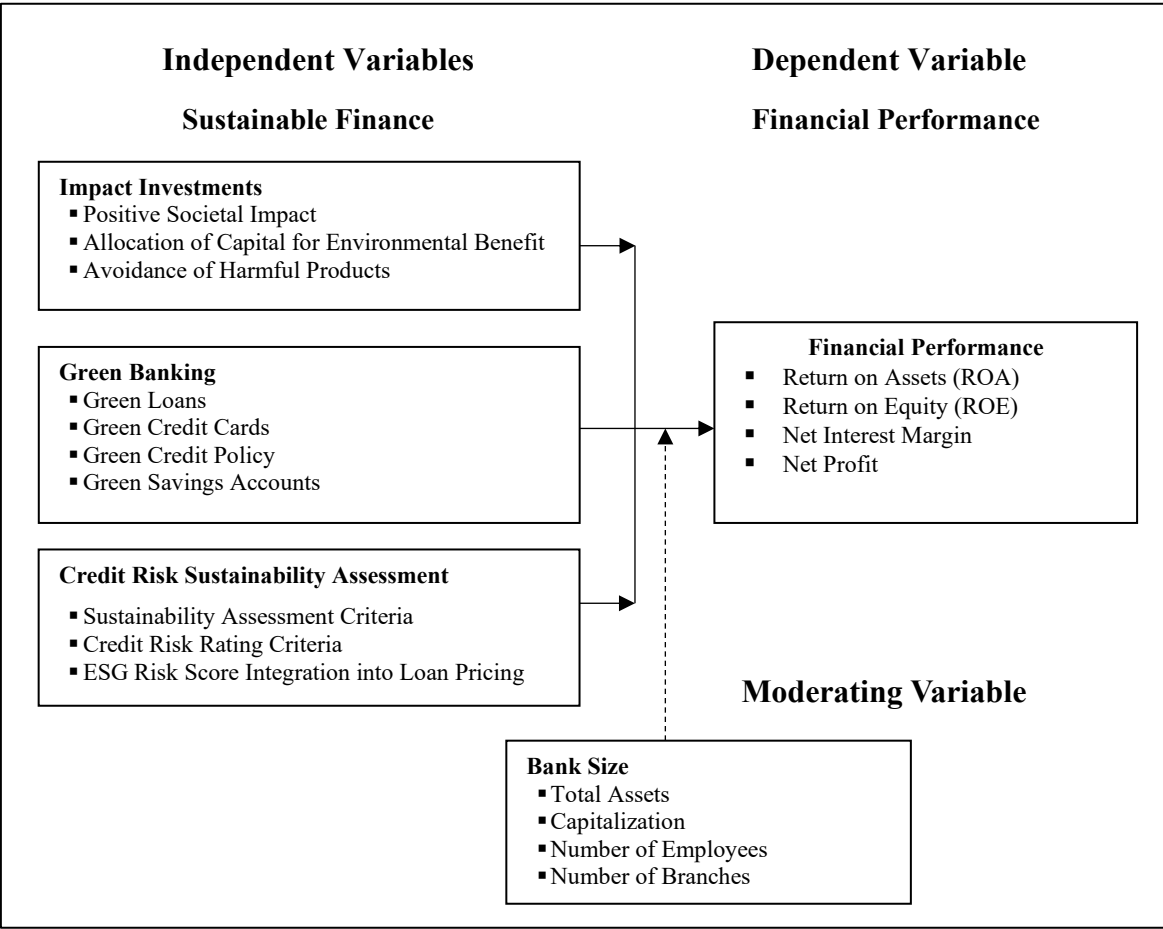 Independent Variables
Dependent Variable
Sustainable Finance
Financial Performance
Impact Investments
▪ Positive Societal Impact
▪ Allocation of Capital for Environmental Benefit
▪ Avoidance of Harmful Products
Green Banking
▪ Green Loans
▪ Green Credit Cards
▪ Green Credit Policy
▪ Green Savings Accounts
Financial Performance
▪ Return on Assets (ROA)
▪ Return on Equity (ROE)
▪ Net Interest Margin
▪ Net Profit
Credit Risk Sustainability Assessment
▪ Sustainability Assessment Criteria
▪ Credit Risk Rating Criteria
▪ ESG Risk Score Integration into Loan Pricing
Moderating Variable
Bank Size
▪ Total Assets
▪ Capitalization
▪ Number of Employees
▪ Number of Branches